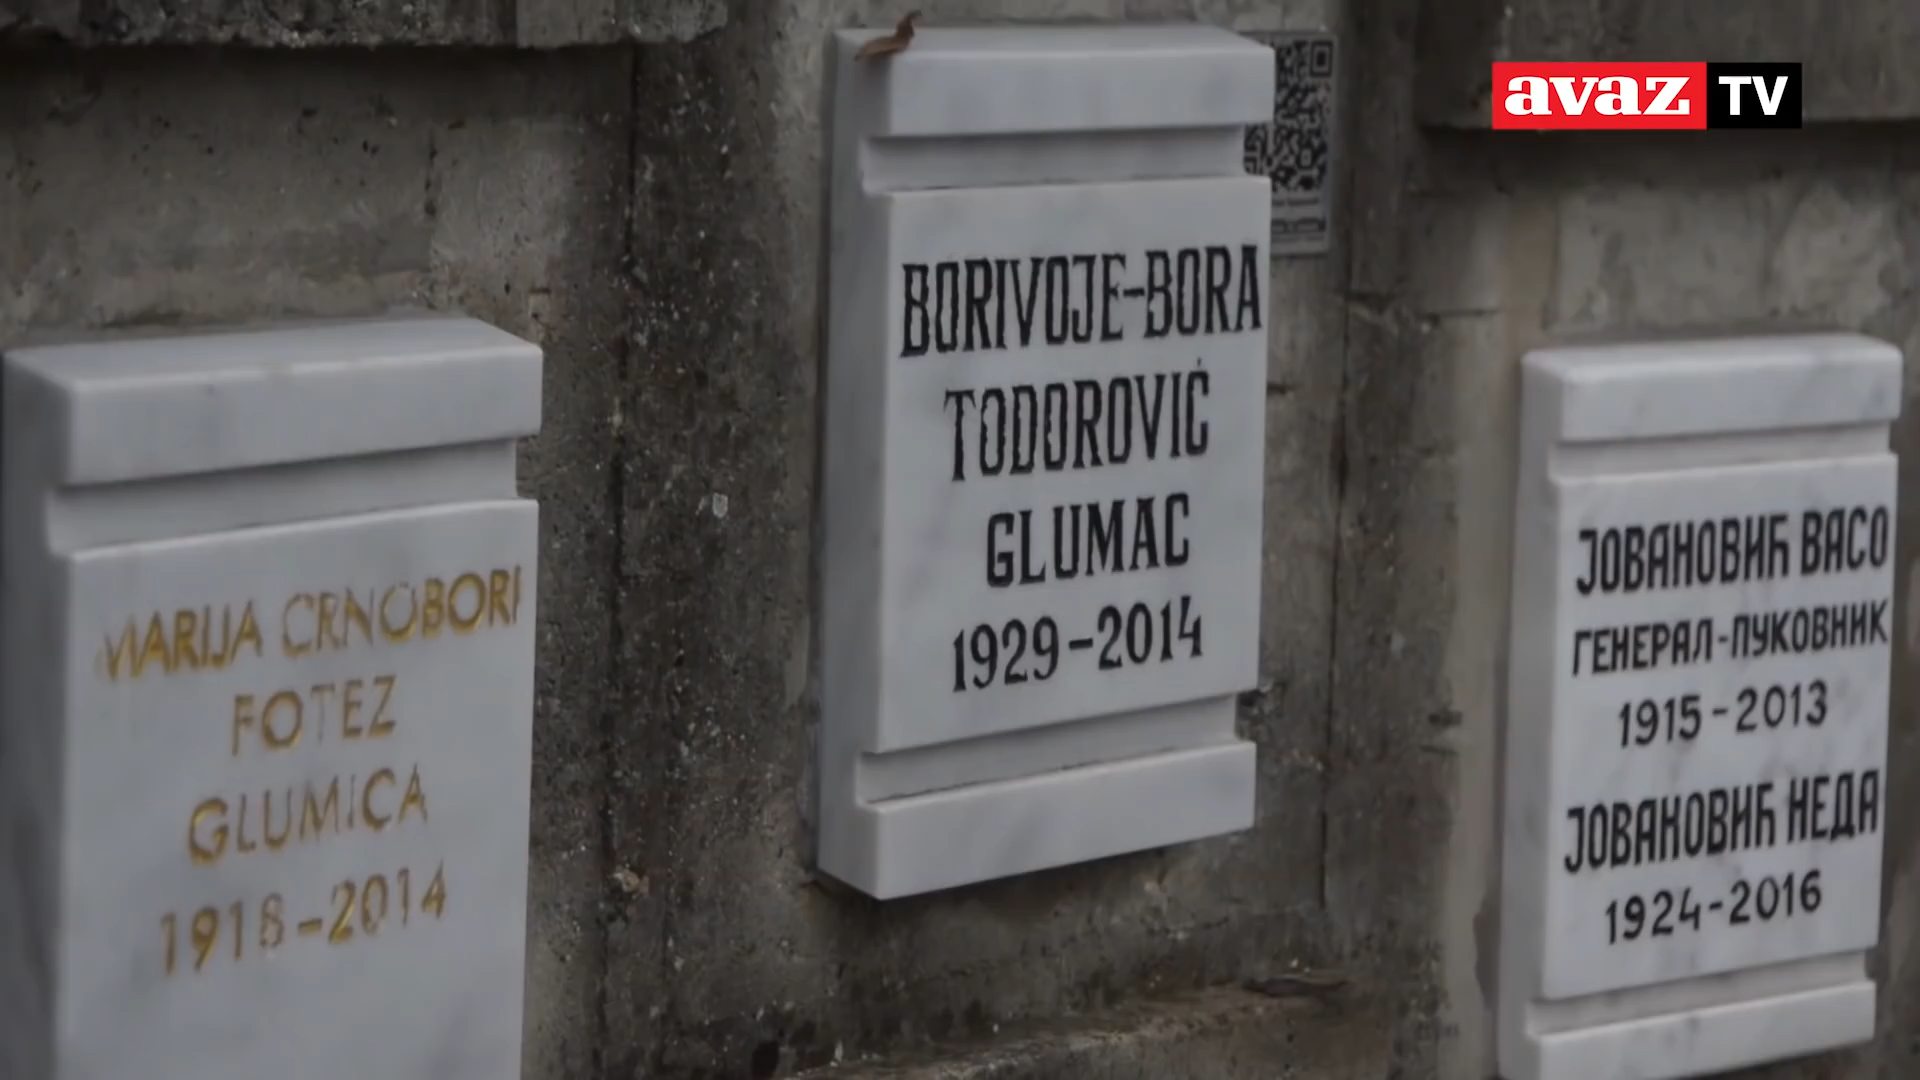 avaz TV
MARIJA CRNOBORI
FOTEZ
GLUMICA
1918-2014
BORIVOJE-BORA
TODOROVIĆ
GLUMAC
1929-2014
ЈОВАНОВИЋ ВАСО
ГЕНЕРАЛ-ПУКОВНИК
1915-2013
ЈОВАНОВИЋ НЕДА
1924-2016